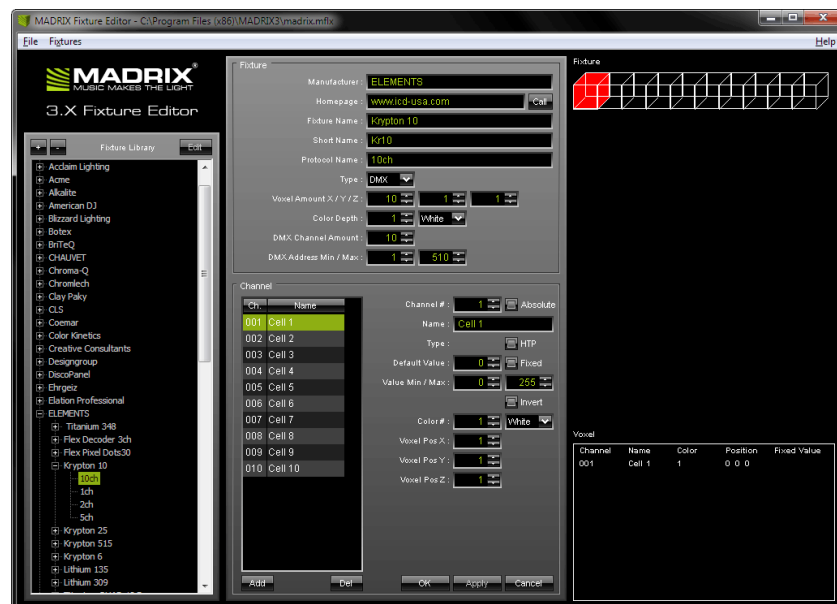 MADRIX Fixture Editor - C:\Program Files (x86)\MADRIX3\madrix.mflx
File Fixtures Help
MADRIX®
MUSIC MAKES THE LIGHT
3.X Fixture Editor
+ - Fixture Library Edit
Acclaim Lighting
Acme
Alkalite
American DJ
Blizzard Lighting
Botex
BriTeQ
CHAUVET
Chroma-Q
Chromlech
Clay Paky
CLS
Coemar
Color Kinetics
Creative Consultants
Designgroup
DiscoPanel
Ehrgeiz
Elation Professional
ELEMENTS
Titanium 348
Flex Decoder 3ch
Flex Pixel Dots30
Krypton 10
10ch
1ch
2ch
5ch
Krypton 25
Krypton 515
Krypton 6
Lithium 135
Lithium 309
Fixture
Manufacturer : ELEMENTS
Homepage : www.icd-usa.com Call
Fixture Name : Krypton 10
Short Name : Kr10
Protocol Name : 10ch
Type : DMX
Voxel Amount X / Y / Z : 10 1 1
Color Depth : 1 White
DMX Channel Amount : 10
DMX Address Min / Max : 1 510
Channel
Ch. Name
001 Cell 1
002 Cell 2
003 Cell 3
004 Cell 4
005 Cell 5
006 Cell 6
007 Cell 7
008 Cell 8
009 Cell 9
010 Cell 10
Add Del
Channel # : 1 Absolute
Name : Cell 1
Type : HTP
Default Value : 0 Fixed
Value Min / Max : 0 255
Invert
Color # : 1 White
Voxel Pos X : 1
Voxel Pos Y : 1
Voxel Pos Z : 1
OK Apply Cancel
Fixture
Voxel
Channel Name Color Position Fixed Value
001 Cell 1 1 0 0 0